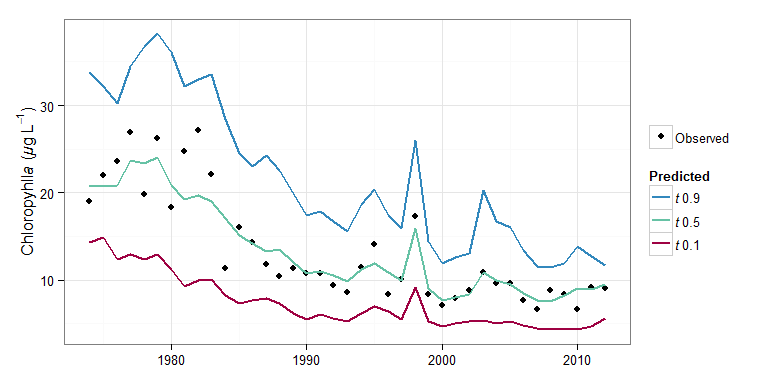 Chloropyhlla (μg L⁻¹)
30
20
10
1980
1990
2000
2010
Observed
Predicted
t 0.9
t 0.5
t 0.1